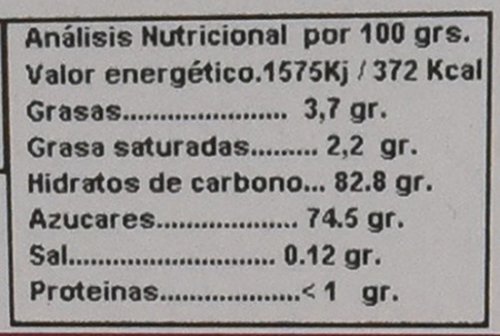 Análisis Nutricional por 100 grs.
Valor energético.1575Kj / 372 Kcal
Grasas....................... 3,7 gr.
Grasa saturadas......... 2,2 gr.
Hidratos de carbono... 82.8 gr.
Azucares................... 74.5 gr.
Sal............................. 0.12 gr.
Proteinas....................< 1 gr.